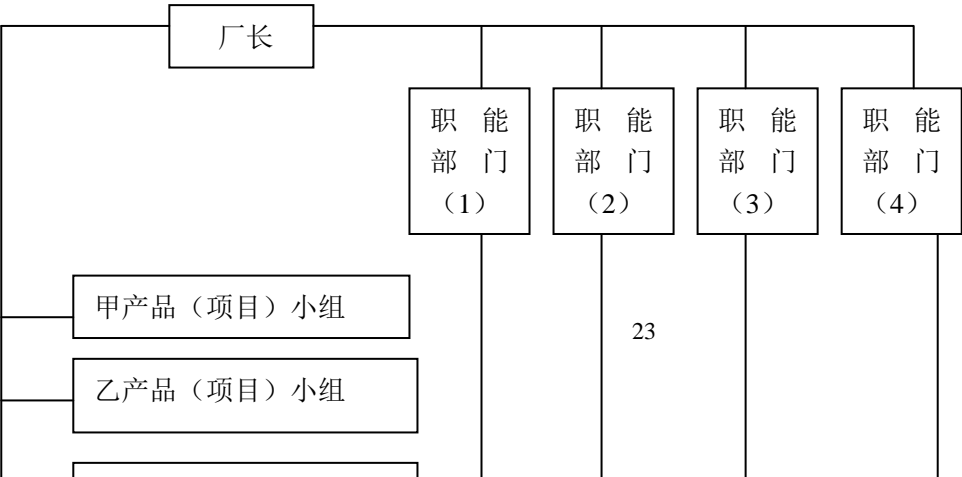 厂长
职 能
部 门
（1）
职 能
部 门
（2）
职 能
部 门
（3）
职 能
部 门
（4）
甲产品（项目）小组
23
乙产品（项目）小组